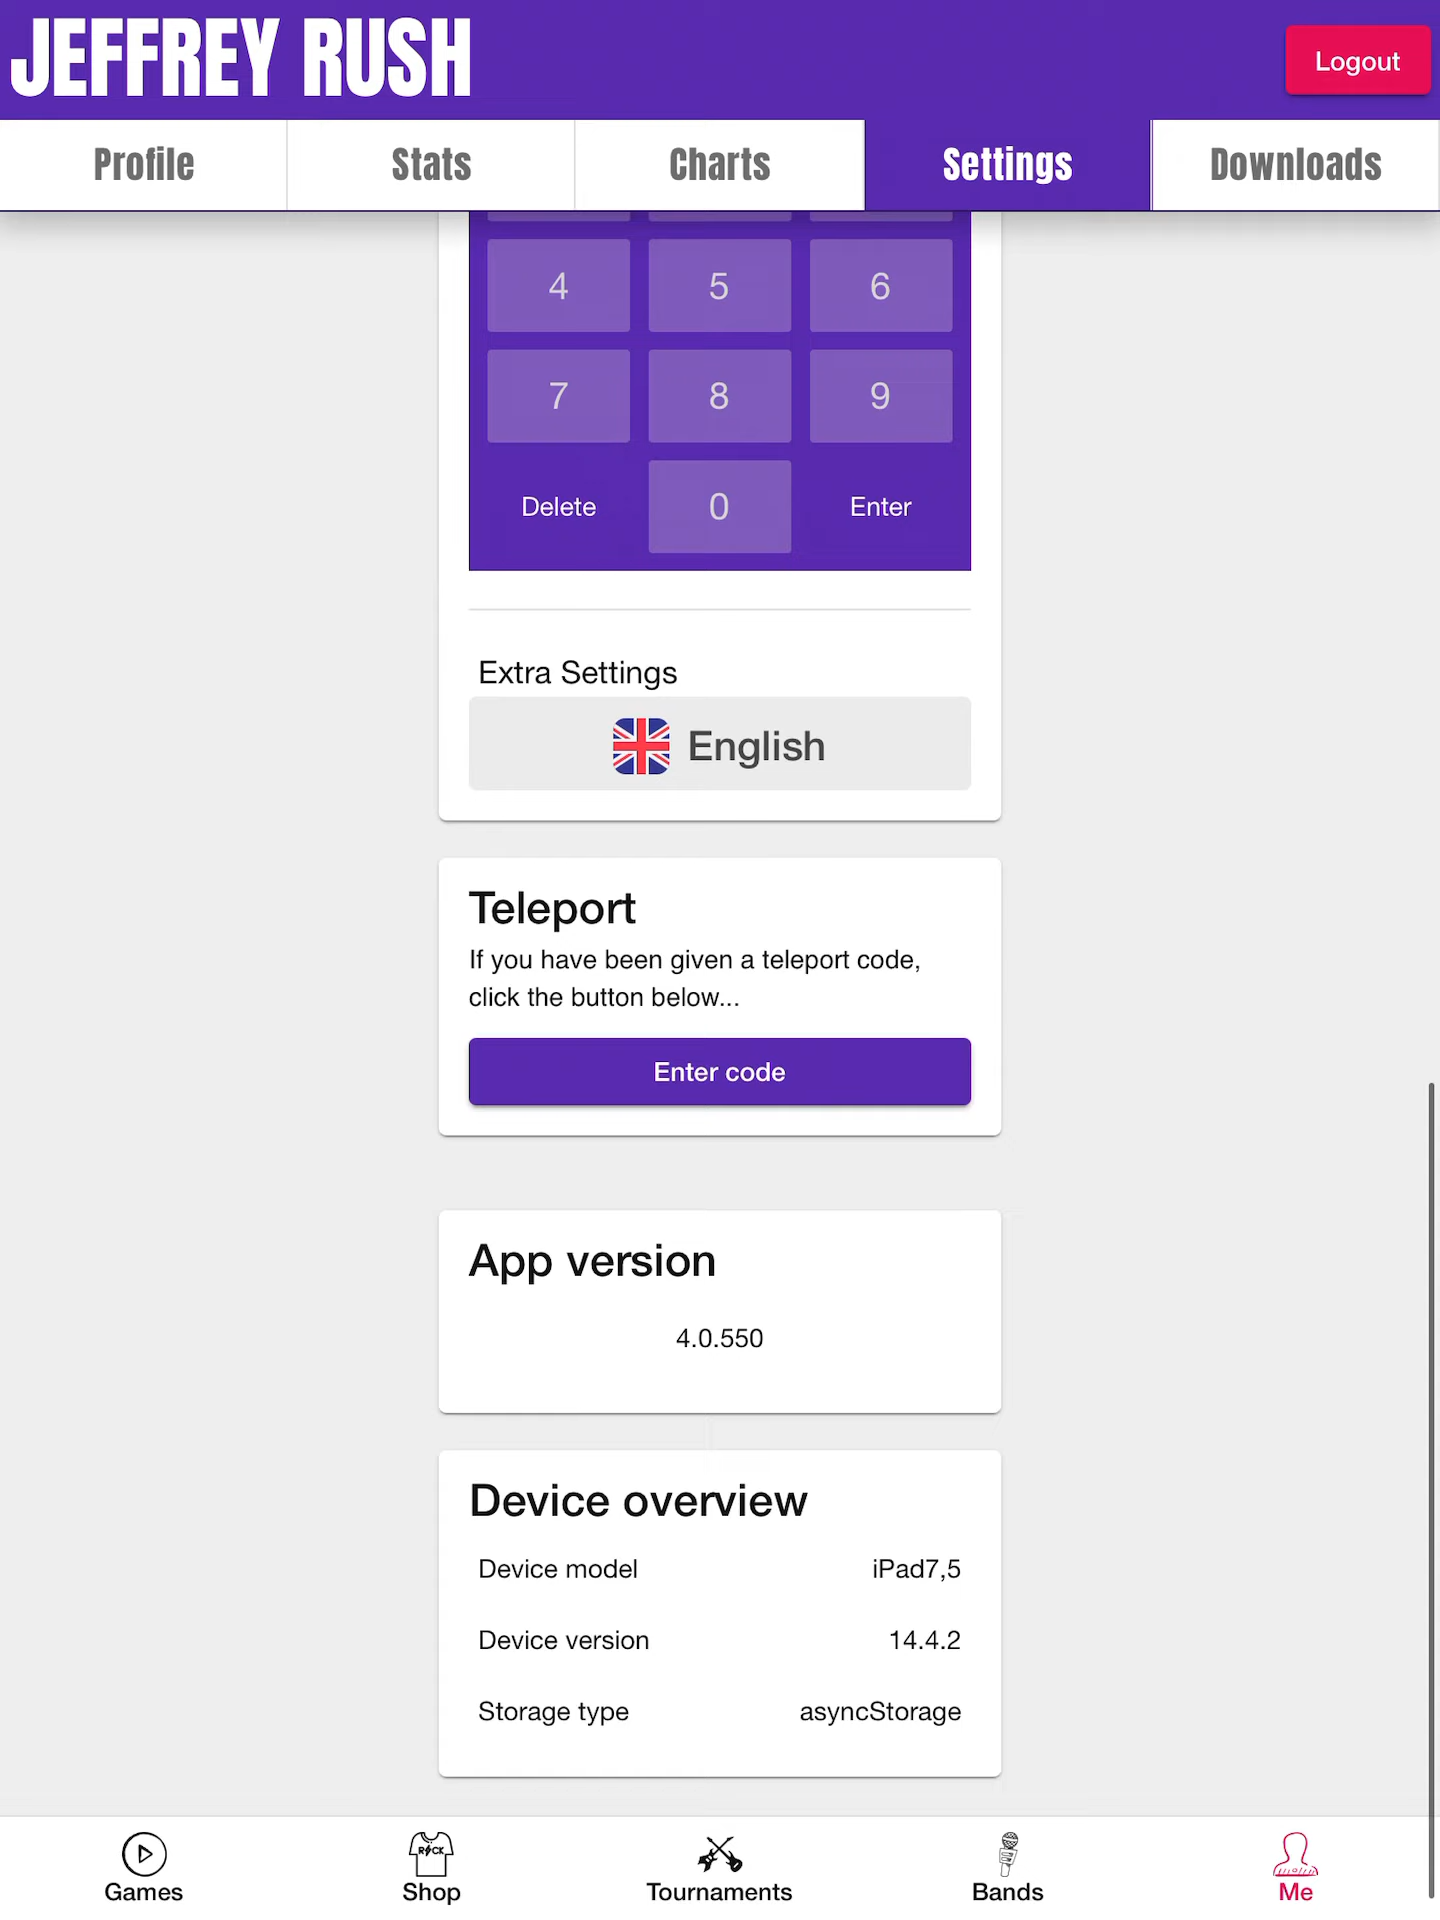 JEFFREY RUSH
Logout
Profile Stats Charts Settings Downloads
4 5 6
7 8 9
Delete 0 Enter
Extra Settings
English
Teleport
If you have been given a teleport code,
click the button below...
Enter code
App version
4.0.550
Device overview
Device model iPad7,5
Device version 14.4.2
Storage type asyncStorage
ROCK
Games Shop Tournaments Bands Me